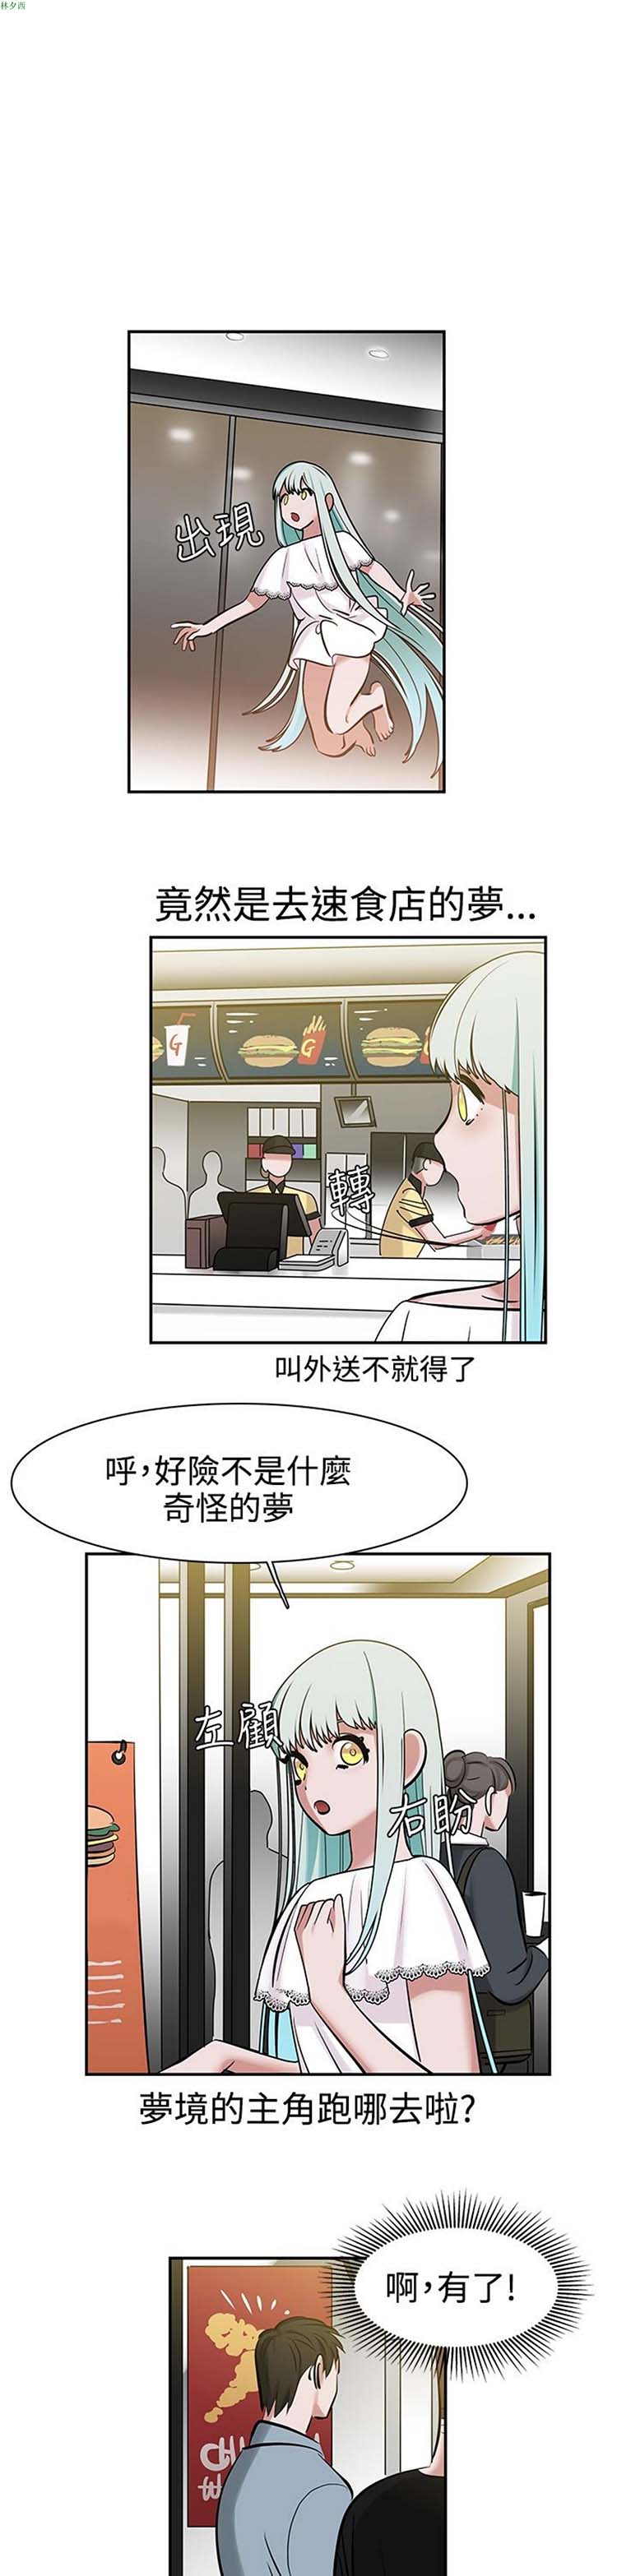 林夕西
出現
竟然是去速食店的夢...
G
G
轉
叫外送不就得了
呼,好險不是什麼
奇怪的夢
左顧
右盼
夢境的主角跑哪去啦?
啊,有了!